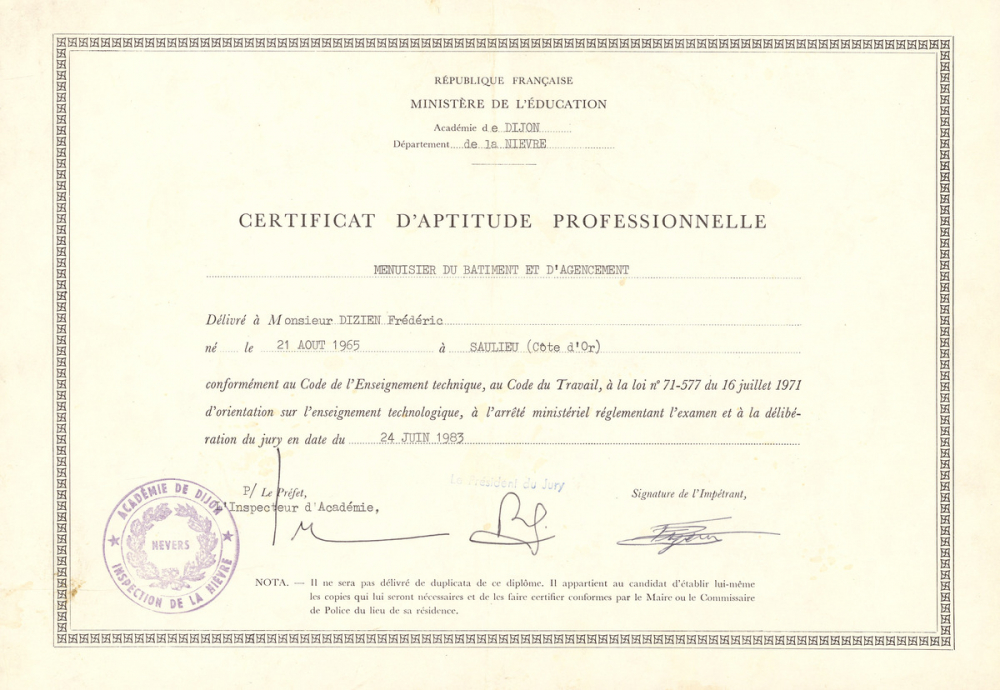 RÉPUBLIQUE FRANÇAISE
MINISTÈRE DE L'ÉDUCATION
Académie de DIJON
Département de la NIEVRE
CERTIFICAT D'APTITUDE PROFESSIONNELLE
MENUISIER DU BATIMENT ET D'AGENCEMENT
Délivré à Monsieur DIZIEN Frédéric
né le 21 AOUT 1965 à SAULIEU (Côte d'Or)
conformément au Code de l'Enseignement technique, au Code du Travail, à la loi n° 71-577 du 16 juillet 1971
d'orientation sur l'enseignement technologique, à l'arrêté ministériel réglementant l'examen et à la délibé-
ration du jury en date du 24 JUIN 1983
P/ Le Préfet,
L'Inspecteur d'Académie,
Le Président du Jury
Signature de l'Impétrant,
ACADÉMIE DE DIJON
NEVERS
INSPECTION DE LA NIÈVRE
NOTA. — Il ne sera pas délivré de duplicata de ce diplôme. Il appartient au candidat d'établir lui-même
les copies qui lui seront nécessaires et de les faire certifier conformes par le Maire ou le Commissaire
de Police du lieu de sa résidence.